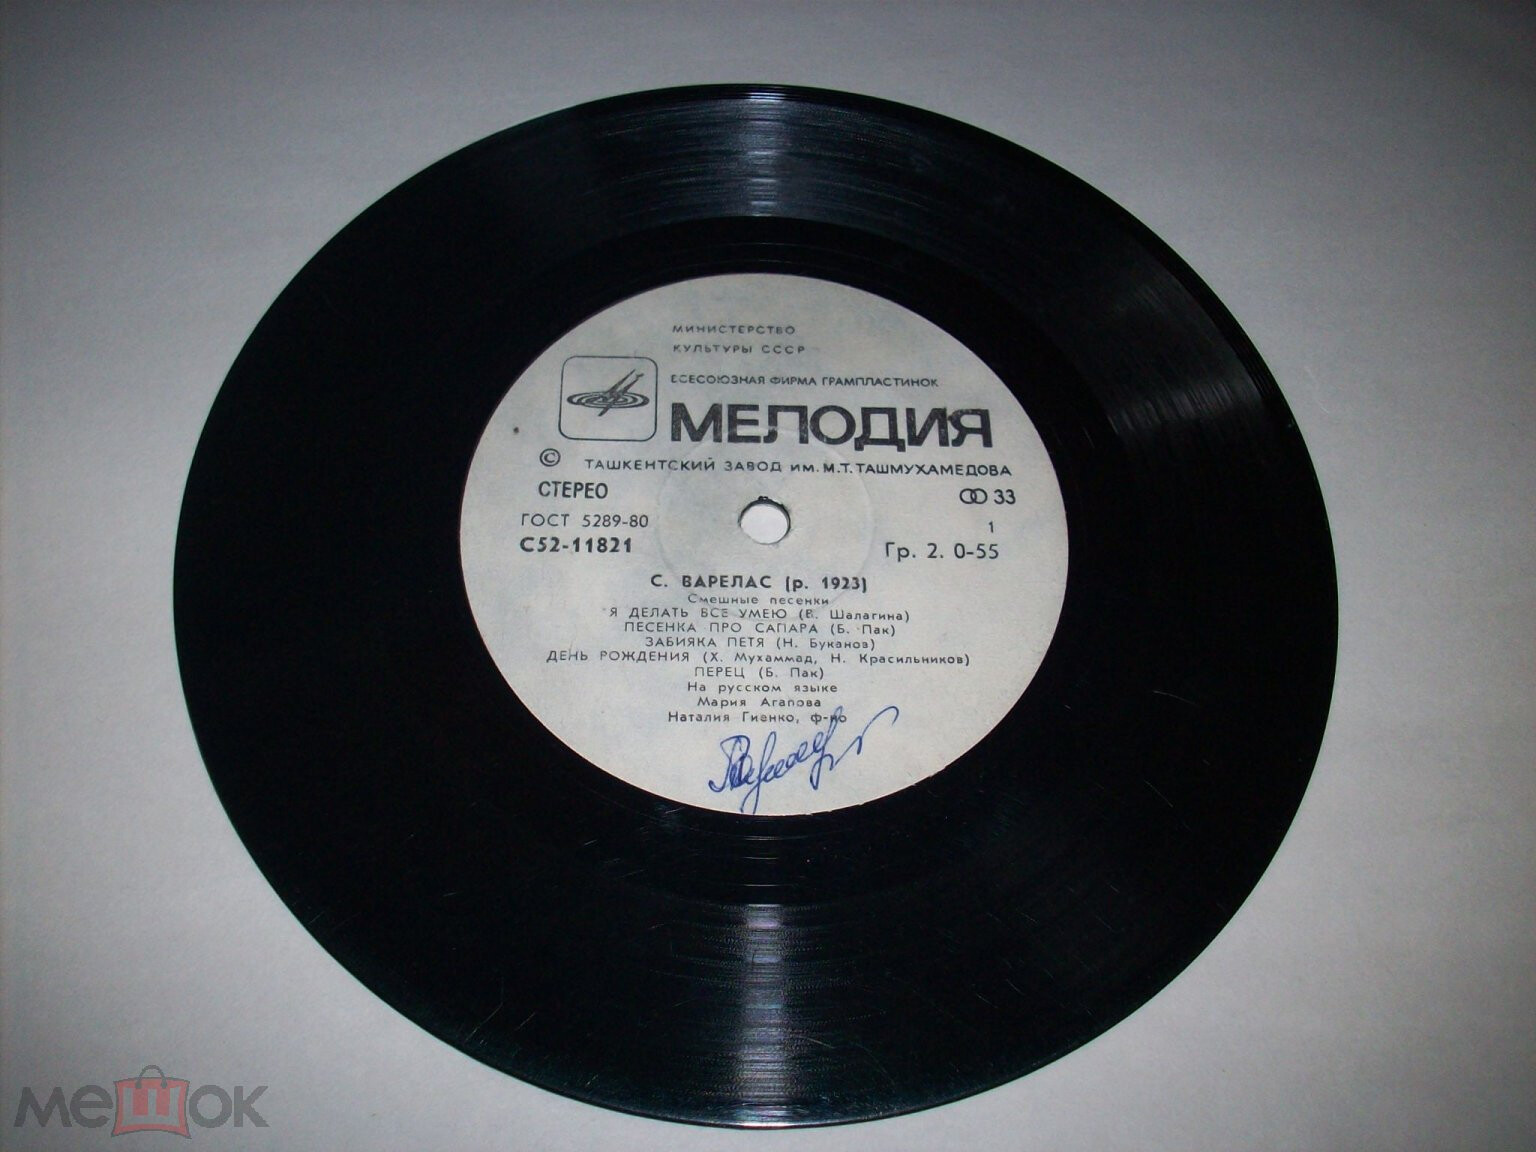 МИНИСТЕРСТВО
КУЛЬТУРЫ СССР
ВСЕСОЮЗНАЯ ФИРМА ГРАМПЛАСТИНОК
МЕЛОДИЯ
© ТАШКЕНТСКИЙ ЗАВОД ИМ. М.Т. ТАШМУХАМЕДОВА
СТЕРЕО
33
ГОСТ 5289-80
1
С52-11821
Гр. 2. 0-55
С. ВАРЕЛАС (р. 1923)
Смешные песенки
Я ДЕЛАТЬ ВСЕ УМЕЮ (В. Шалагина)
ПЕСЕНКА ПРО САПАРА (Б. Пак)
ЗАБИЯКА ПЕТЯ (Н. Буканов)
ДЕНЬ РОЖДЕНИЯ (Х. Мухаммад, Н. Красильников)
ПЕРЕЦ (Б. Пак)
На русском языке
Мария Агапова
Наталия Гиенко, ф-но
мешок